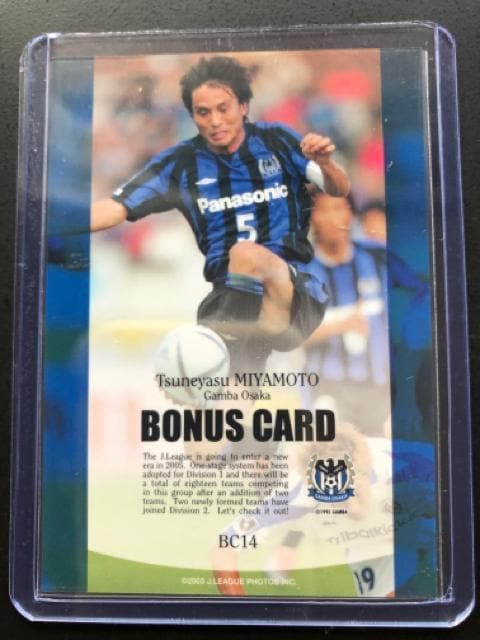 Panasonic
5
Tsuneyasu MIYAMOTO
Gamba Osaka
BONUS CARD
The J.League is going to enter a new
era in 2005. One-stage system has been
adopted for Division 1 and there will be
a total of eighteen teams competing
in this group after an addition of two
teams. Two newly formed teams have
joined Division 2. Let's check it out!
GAMBA OSAKA
©1992 GAMBA
BC14
19
©2005 J.LEAGUE PHOTOS INC.